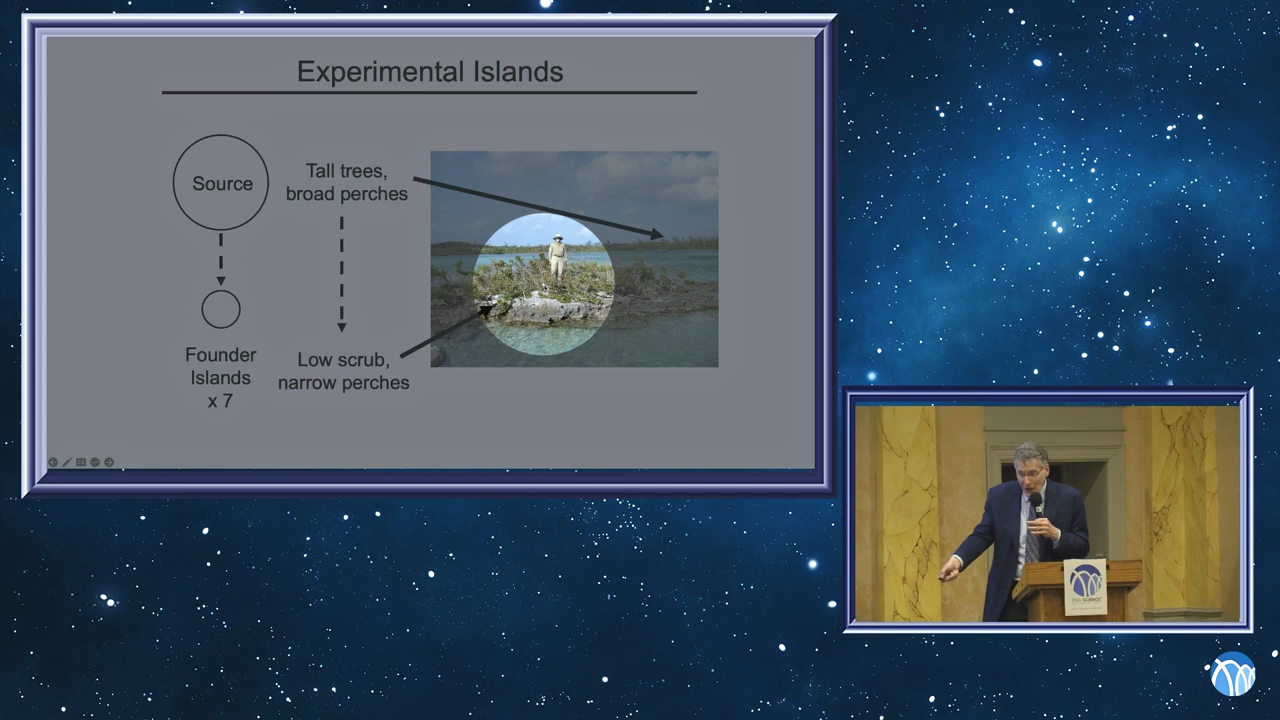 Experimental Islands
Source
Tall trees,
broad perches
Founder
Islands
x 7
Low scrub,
narrow perches